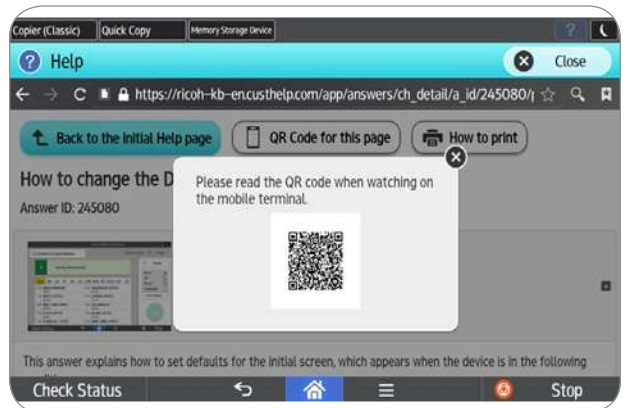 Copier (Classic) Quick Copy Memory Storage Device ?
? Help Close
https://ricoh-kb-en.custhelp.com/app/answers/ch_detail/a_id/245080/
Back to the Initial Help page QR Code for this page How to print
How to change the D
Answer ID: 245080
Please read the QR code when watching on
the mobile terminal.
This answer explains how to set defaults for the initial screen, which appears when the device is in the following
Check Status Stop